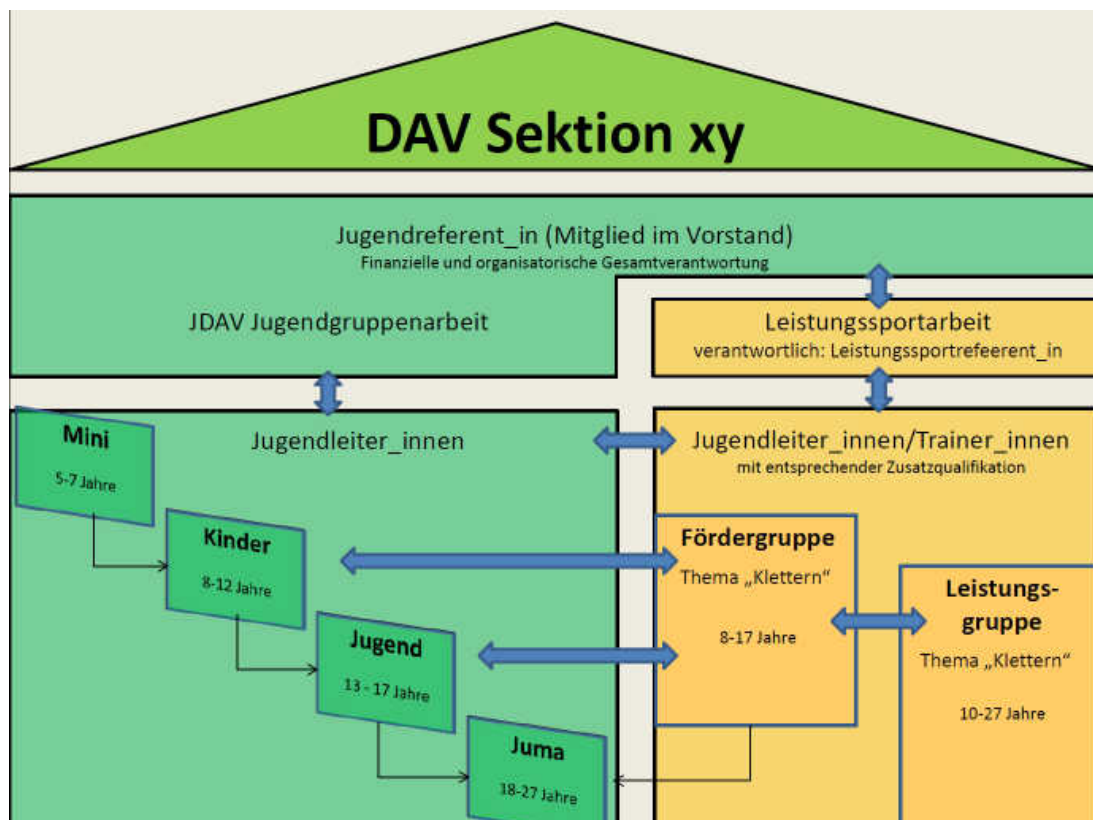 DAV Sektion xy
Jugendreferent_in (Mitglied im Vorstand)
Finanzielle und organisatorische Gesamtverantwortung
JDAV Jugendgruppenarbeit
Leistungssportarbeit
verantwortlich: Leistungssportrefeerent_in
Jugendleiter_innen
Mini
5-7 Jahre
Kinder
8-12 Jahre
Jugend
13 - 17 Jahre
Juma
18-27 Jahre
Jugendleiter_innen/Trainer_innen
mit entsprechender Zusatzqualifikation
Fördergruppe
Thema „Klettern“
8-17 Jahre
Leistungs-
gruppe
Thema „Klettern“
10-27 Jahre